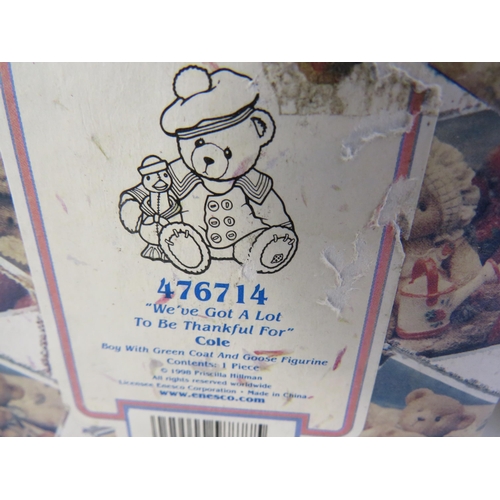 476714
"We've Got A Lot
To Be Thankful For"
Cole
Boy With Green Coat And Goose Figurine
Contents: 1 Piece
© 1998 Priscilla Hillman
All rights reserved worldwide
Licensee Enesco Corporation • Made in China
www.enesco.com